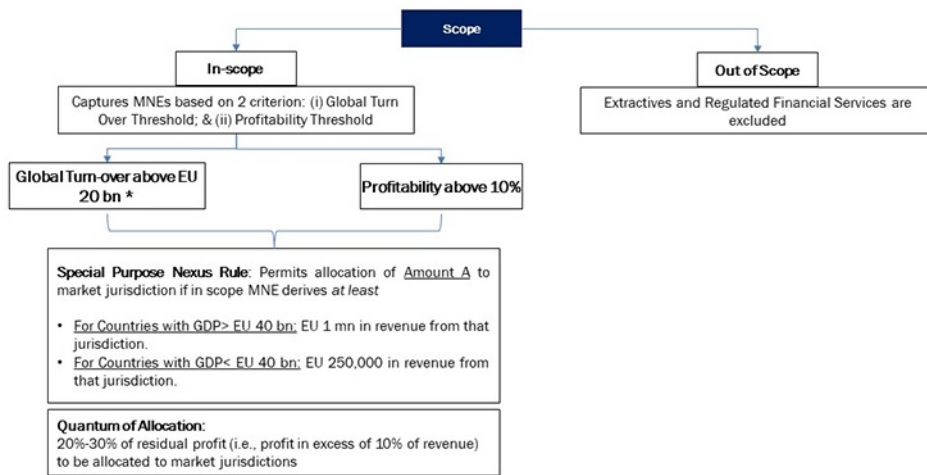 Scope
In-scope
Out of Scope
Captures MNEs based on 2 criterion: (i) Global Turn
Over Threshold; & (ii) Profitability Threshold
Extractives and Regulated Financial Services are
excluded
Global Turn-over above EU
20 bn *
Profitability above 10%
Special Purpose Nexus Rule: Permits allocation of Amount A to
market jurisdiction if in scope MNE derives at least
• For Countries with GDP> EU 40 bn: EU 1 mn in revenue from that
jurisdiction.
• For Countries with GDP< EU 40 bn: EU 250,000 in revenue from
that jurisdiction.
Quantum of Allocation:
20%-30% of residual profit (i.e., profit in excess of 10% of revenue)
to be allocated to market jurisdictions